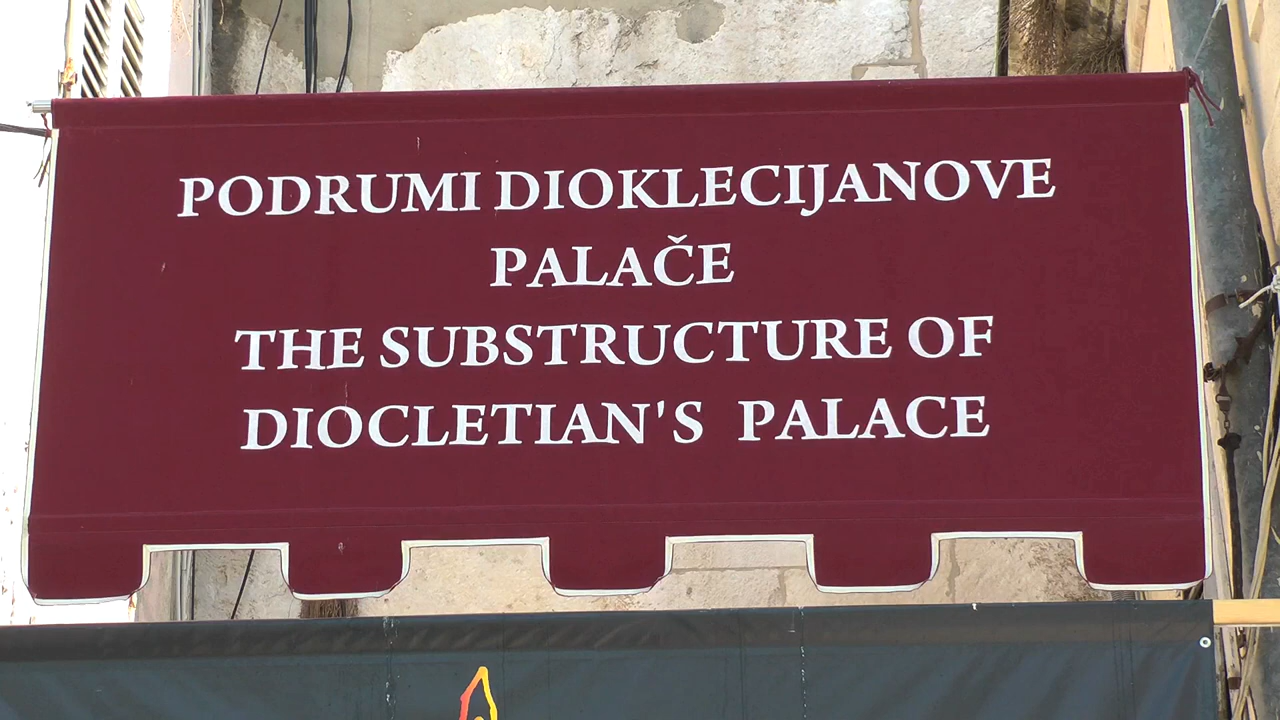 PODRUMI DIOKLECIJANOVE
PALAČE
THE SUBSTRUCTURE OF
DIOCLETIAN'S PALACE